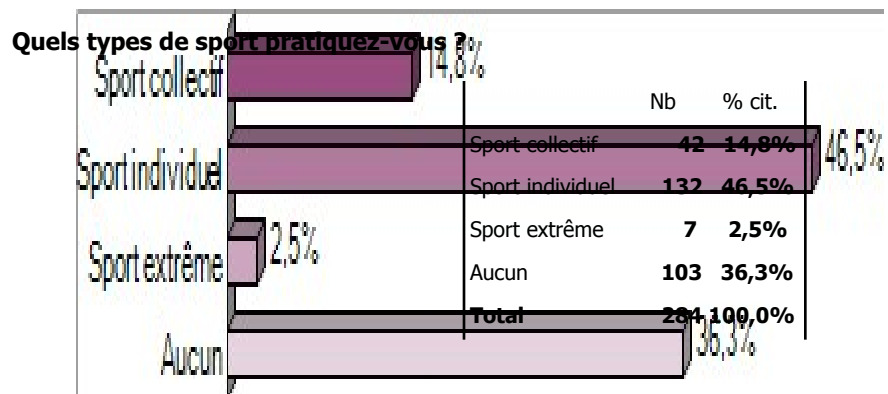 Quels types de sport pratiquez-vous ?
Sport collectif 14,8%
Sport individuel 46,5%
Sport extrême 2,5%
Aucun 36,3%
Nb % cit.
Sport collectif 42 14,8%
Sport individuel 132 46,5%
Sport extrême 7 2,5%
Aucun 103 36,3%
Total 284 100,0%